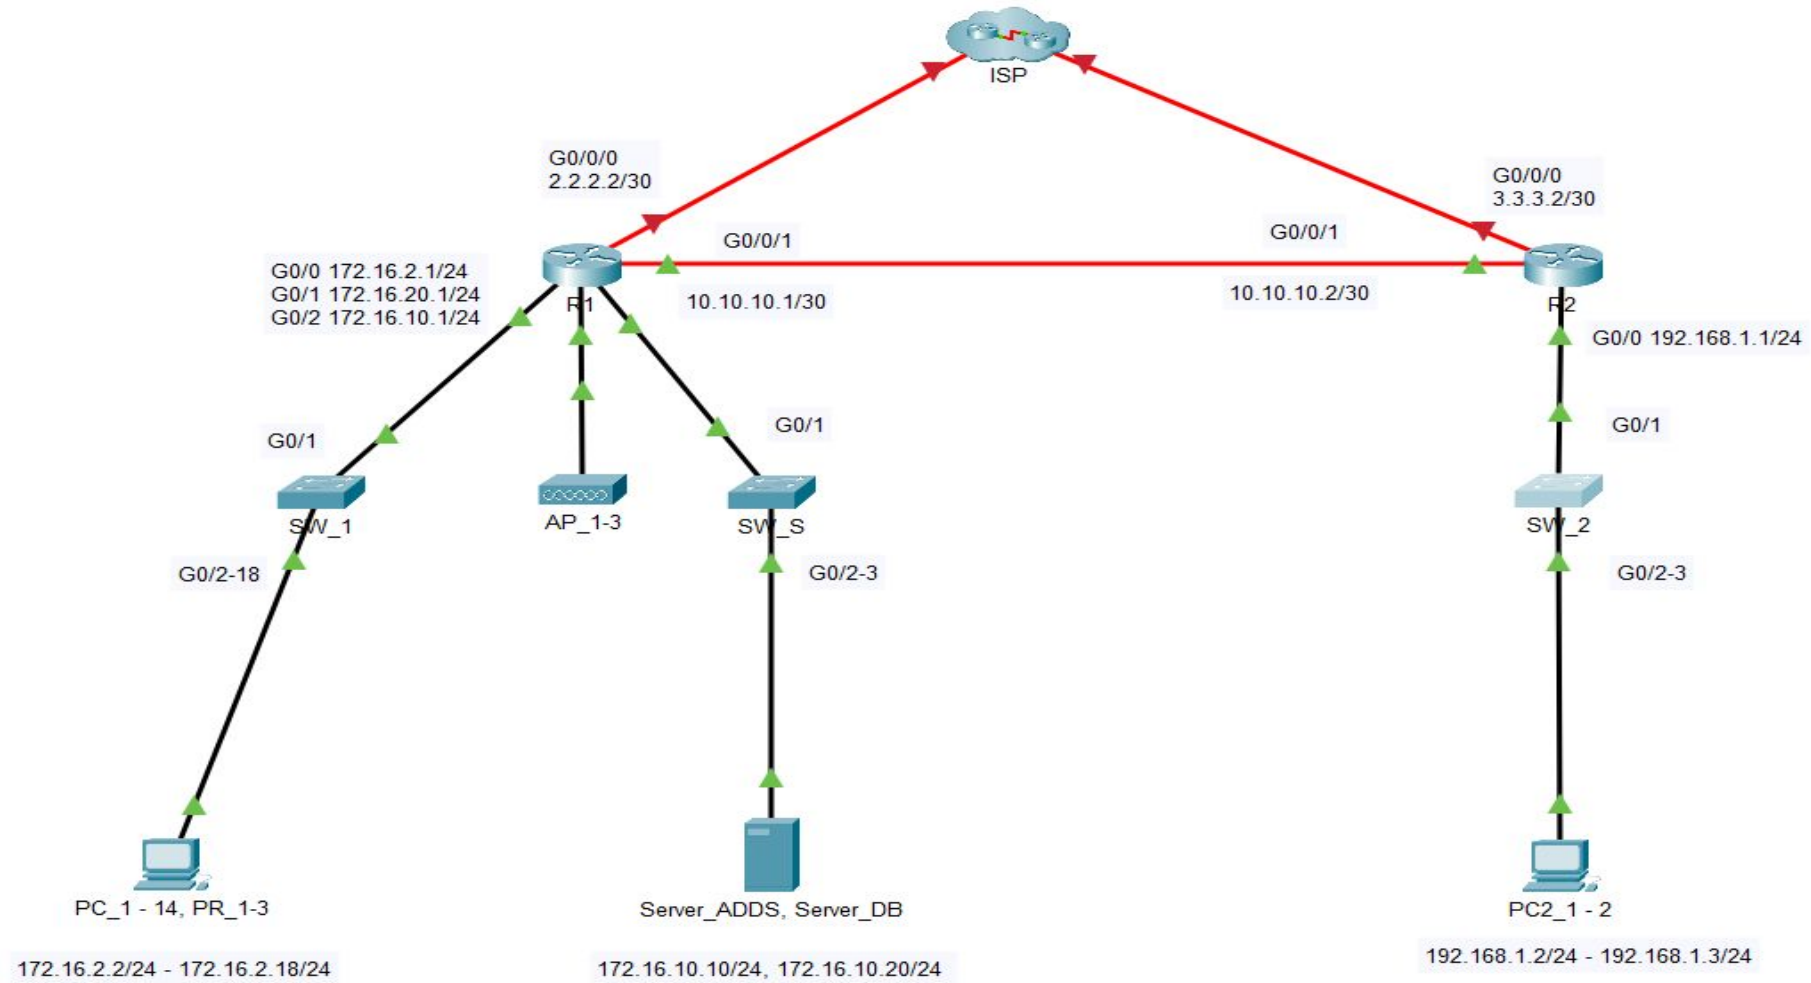 ISP
G0/0/0
2.2.2.2/30
G0/0/0
3.3.3.2/30
G0/0/1
G0/0/1
G0/0 172.16.2.1/24
G0/1 172.16.20.1/24
G0/2 172.16.10.1/24
R1
10.10.10.1/30
10.10.10.2/30
R2
G0/0 192.168.1.1/24
G0/1
G0/1
G0/1
SW_1
AP_1-3
SW_S
SW_2
G0/2-18
G0/2-3
G0/2-3
PC_1 - 14, PR_1-3
Server_ADDS, Server_DB
PC2_1 - 2
172.16.2.2/24 - 172.16.2.18/24
172.16.10.10/24, 172.16.10.20/24
192.168.1.2/24 - 192.168.1.3/24